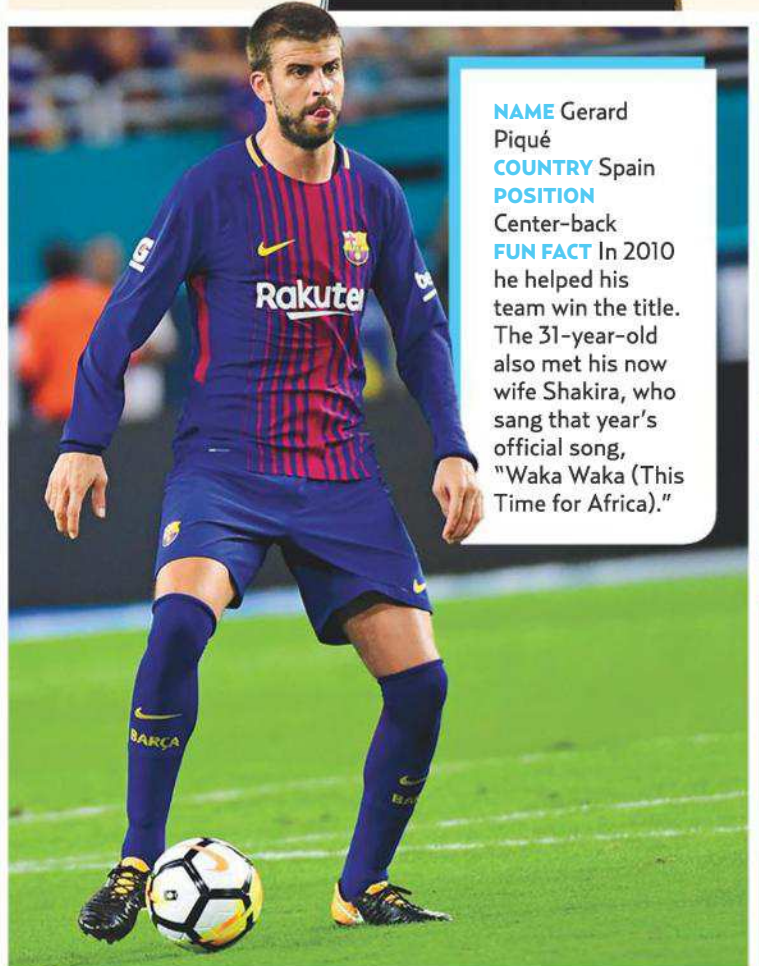 NAME Gerard
Piqué
COUNTRY Spain
POSITION
Center-back
FUN FACT In 2010
he helped his
team win the title.
The 31-year-old
also met his now
wife Shakira, who
sang that year's
official song,
"Waka Waka (This
Time for Africa)."
Rakuten
BARÇA